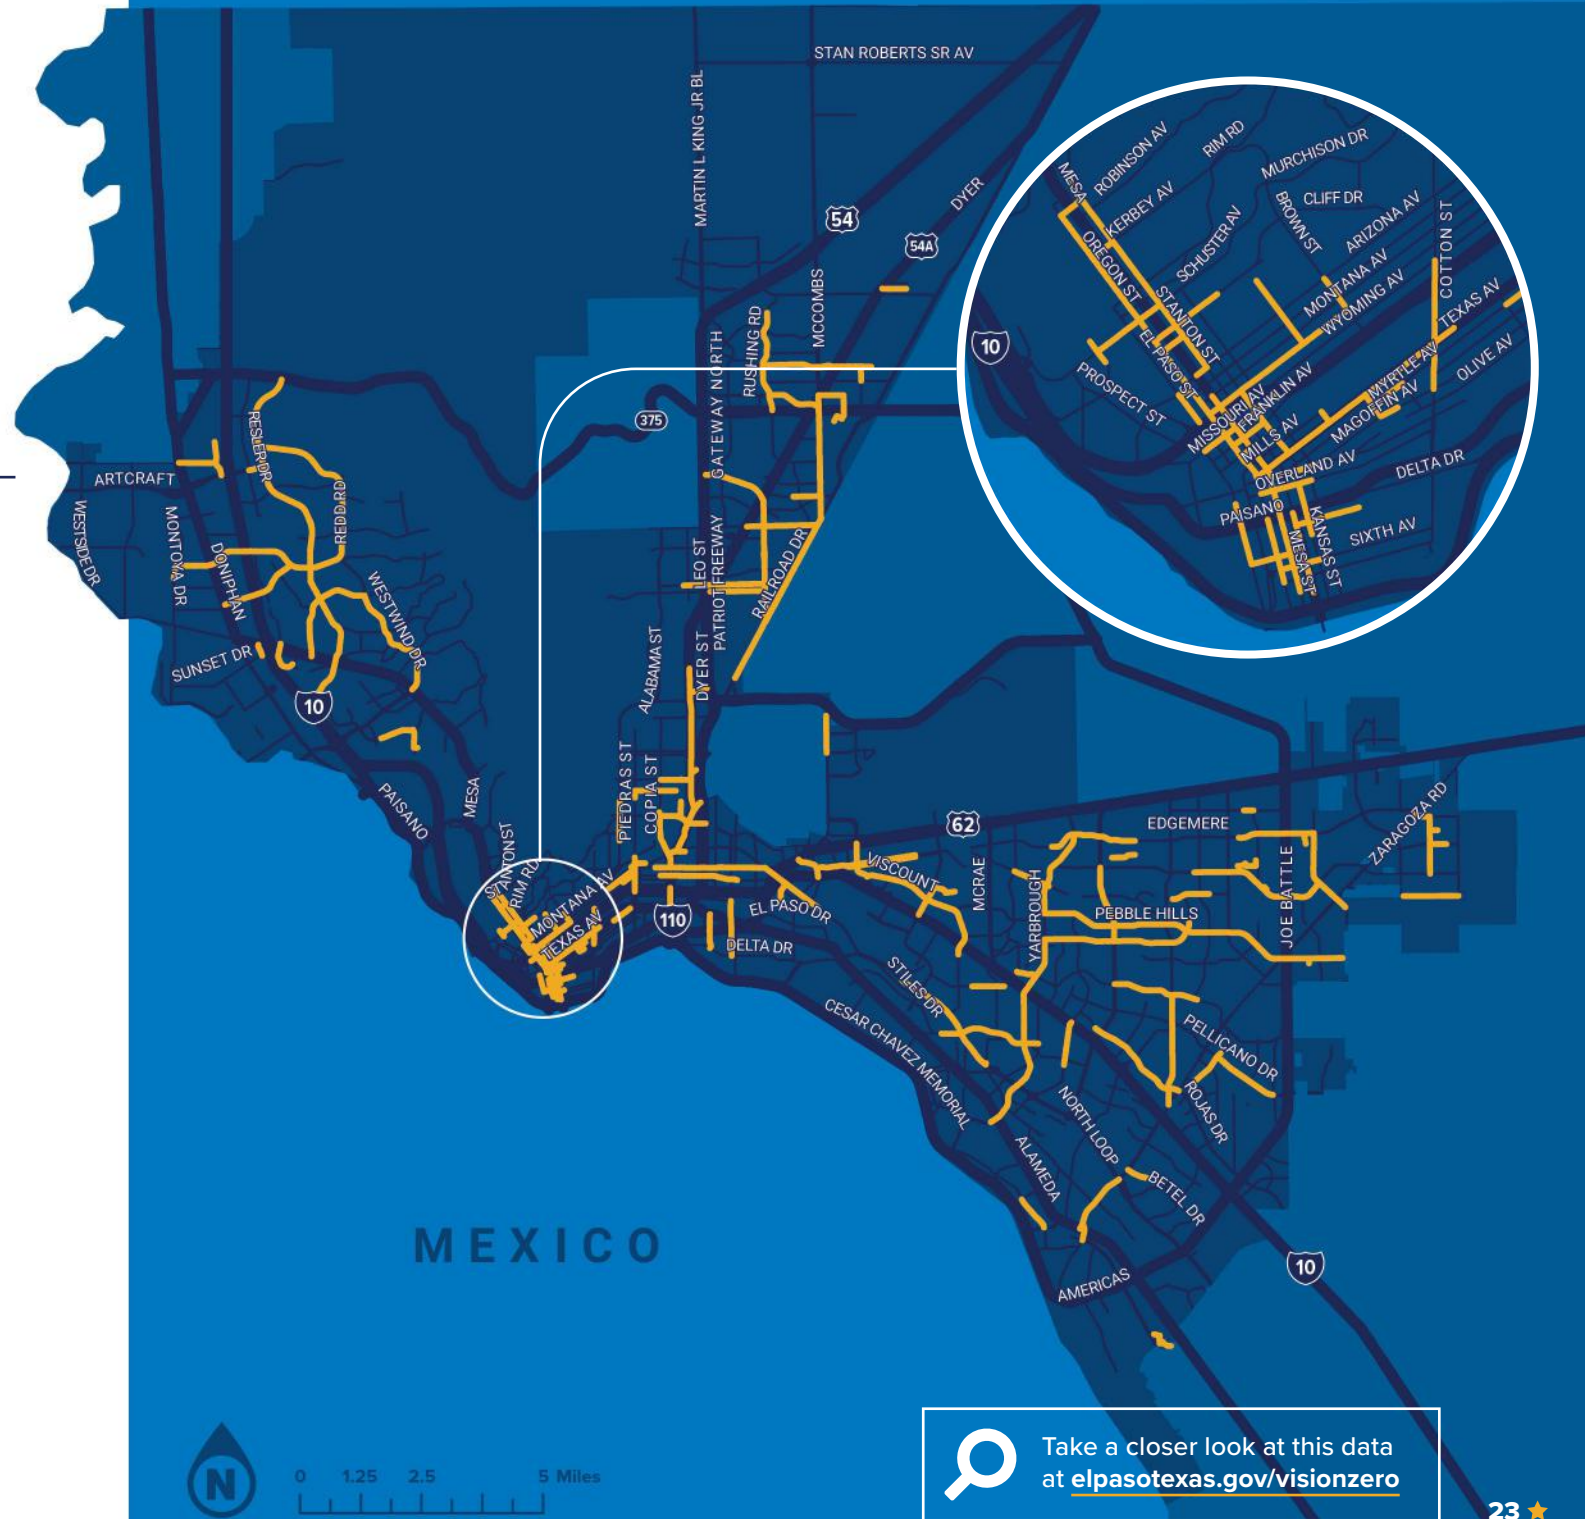 STAN ROBERTS SR AV
MARTIN L KING JR BL
54
54A
DYER
MCCOMBS
RUSHING RD
GATEWAY NORTH
375
MESA
ROBINSON AV
RIM RD
MURCHISON DR
KERBEY AV
CLIFF DR
BROWN ST
ARIZONA AV
COTTON ST
SCHUSTER AV
OREGON ST
STANTON ST
MONTANA AV
WYOMING AV
TEXAS AV
10
EL PASO ST
PROSPECT ST
MYRTLE AV
OLIVE AV
MISSOURI AV
FRANKLIN AV
MAGOFFIN AV
MILLS AV
OVERLAND AV
DELTA DR
PAISANO
KANSAS ST
SIXTH AV
MESA ST
RESLER DR
ARTCRAFT
REDD RD
WESTSIDE DR
MONTOYA DR
DONIPHAN
WESTWIND DR
SUNSET DR
10
LEO ST
PATRIOT FREEWAY
RAILROAD DR
ALABAMA ST
DYER ST
PIEDRAS ST
COPIA ST
PAISANO
MESA
STANTON ST
RIM RD
MONTANA AV
TEXAS AV
110
EL PASO DR
DELTA DR
62
VISCOUNT
MCRAE
YARBROUGH
EDGEMERE
PEBBLE HILLS
JOE BATTLE
ZARAGOZA RD
STILES DR
CESAR CHAVEZ MEMORIAL
PELLICANO DR
ROJAS DR
NORTH LOOP
ALAMEDA
BETEL DR
AMERICAS
10
MEXICO
N
0 1.25 2.5 5 Miles
Take a closer look at this data
at elpasotexas.gov/visionzero
23